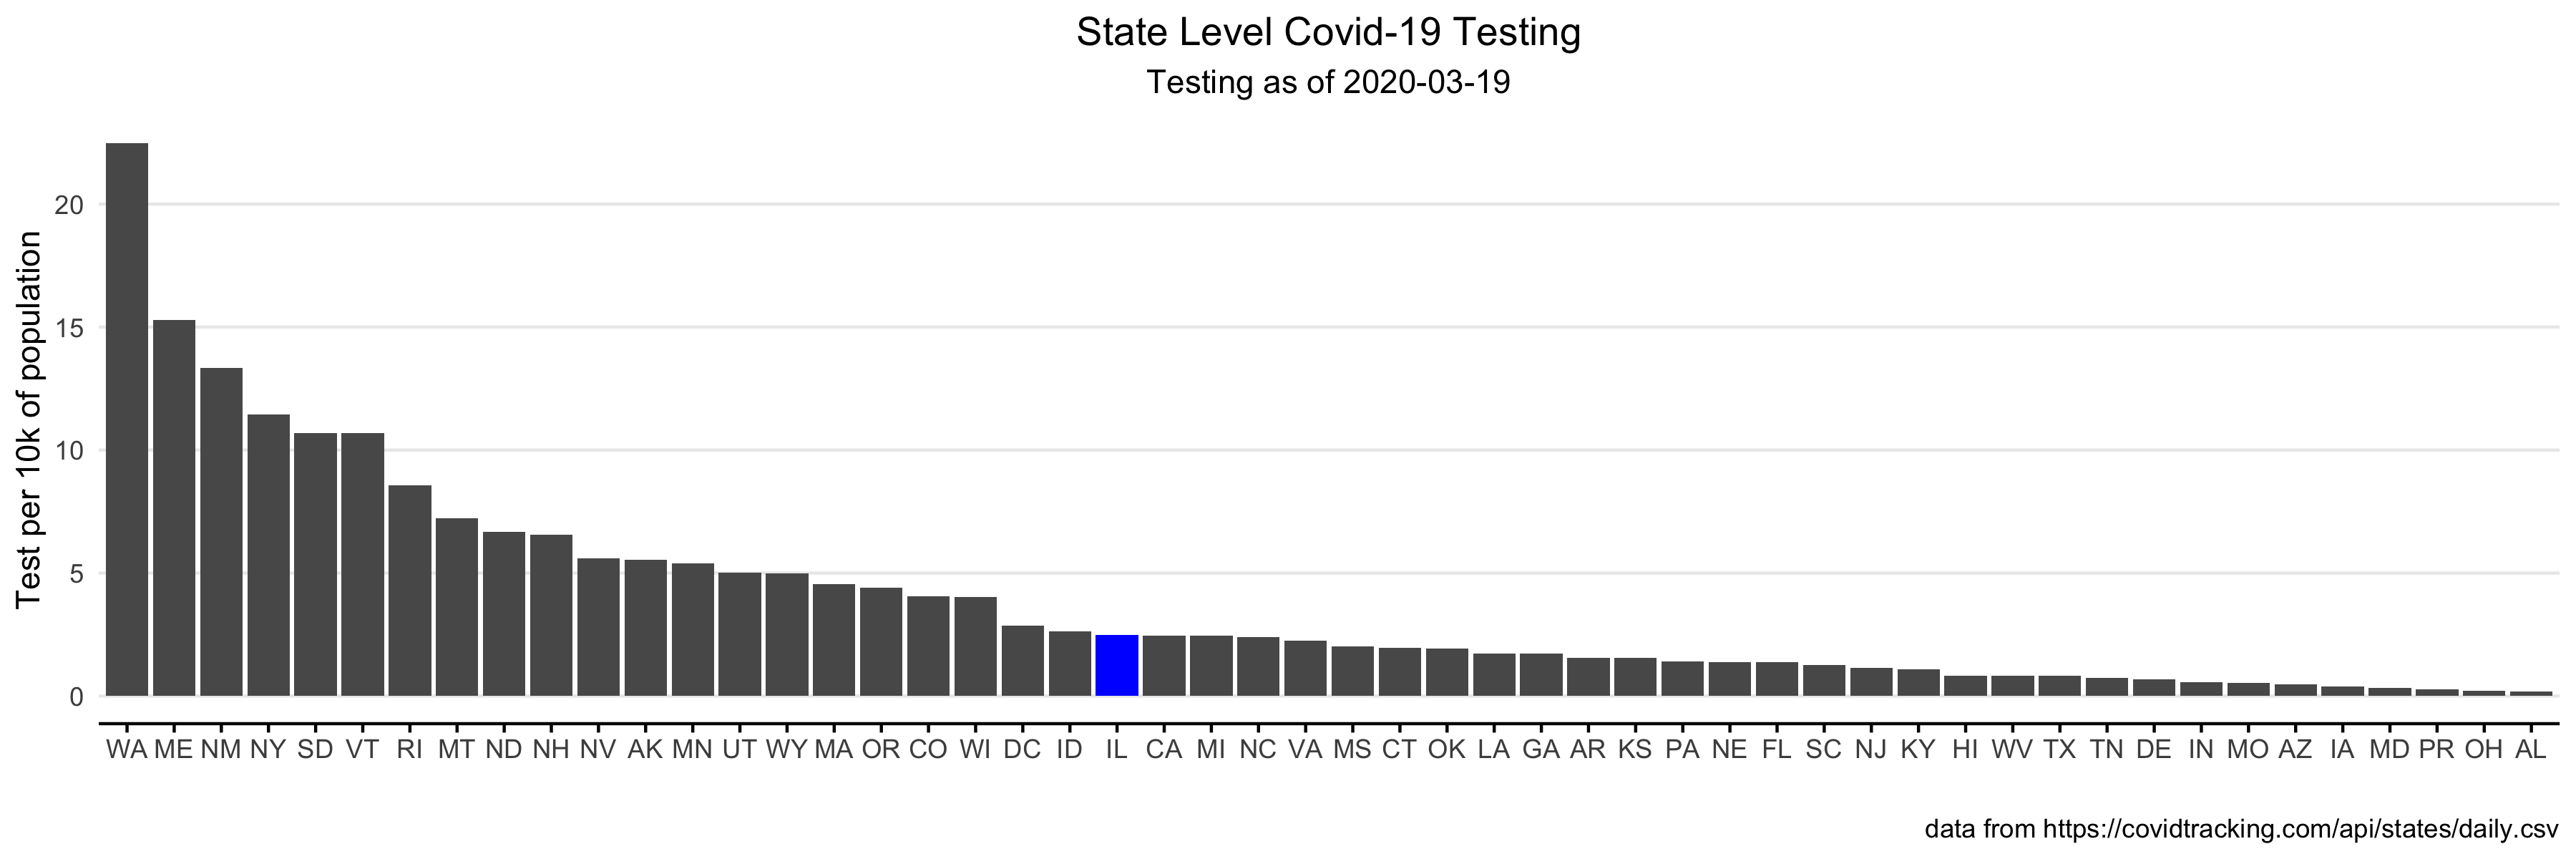 State Level Covid-19 Testing
Testing as of 2020-03-19
Test per 10k of population
20
15
10
5
0
WA ME NM NY SD VT RI MT ND NH NV AK MN UT WY MA OR CO WI DC ID IL CA MI NC VA MS CT OK LA GA AR KS PA NE FL SC NJ KY HI WV TX TN DE IN MO AZ IA MD PR OH AL
data from https://covidtracking.com/api/states/daily.csv